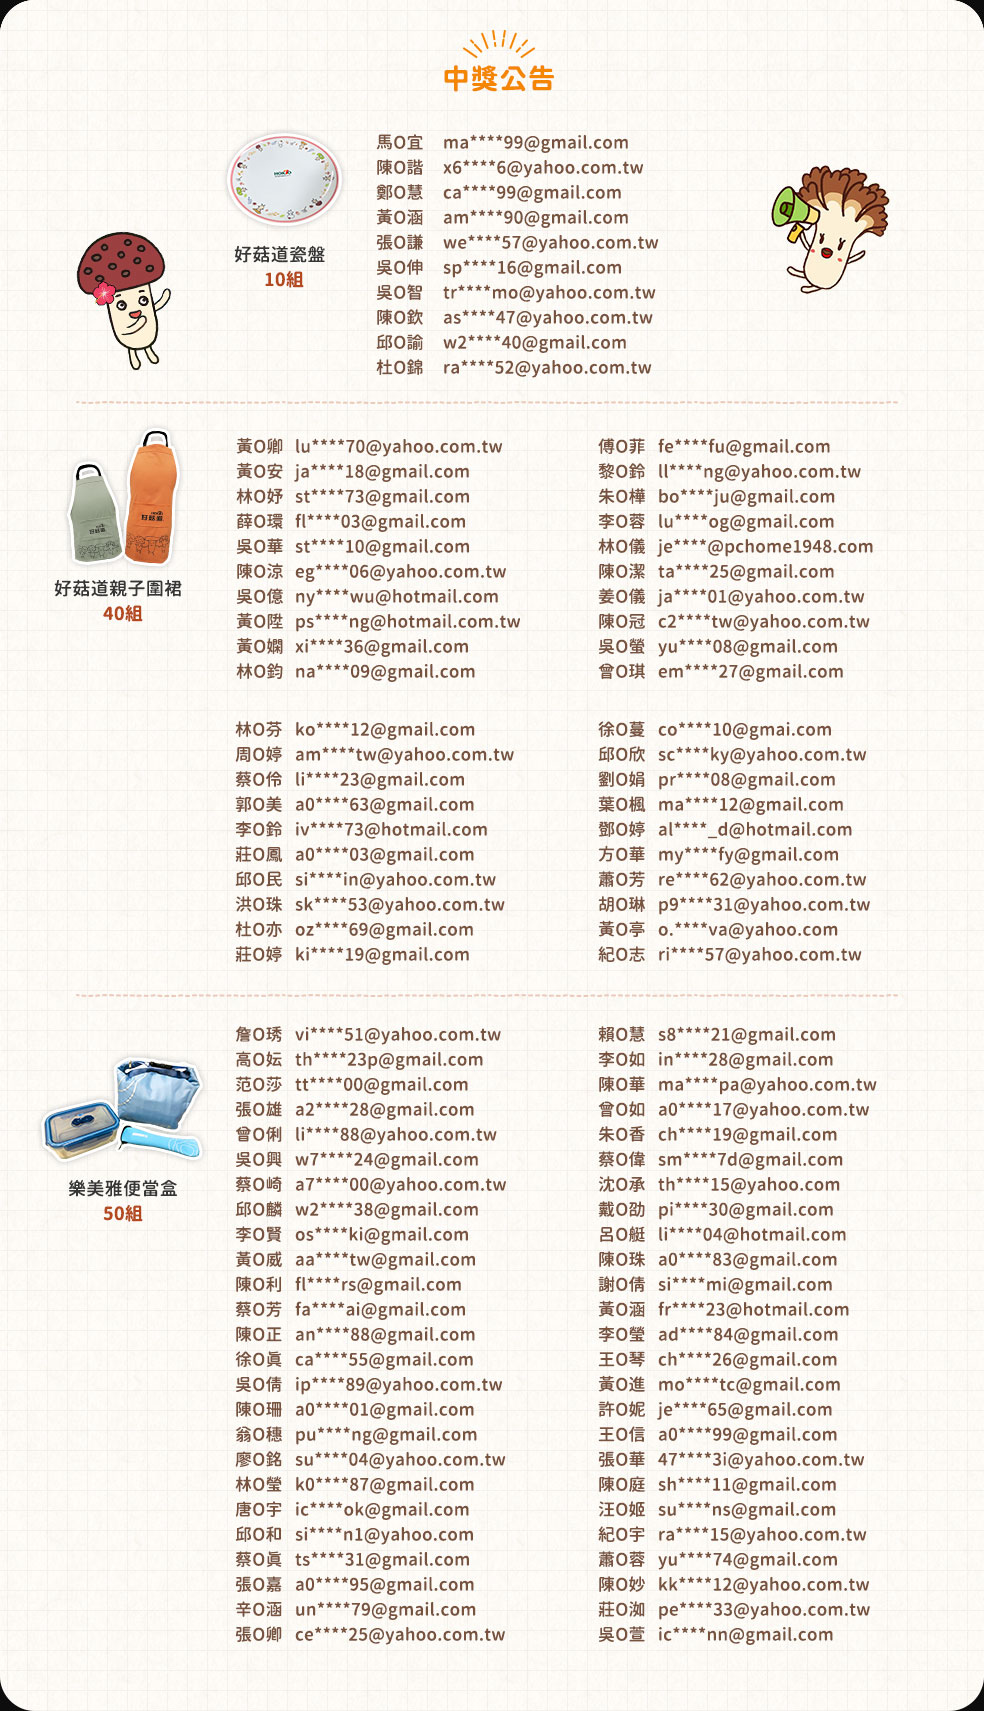 中獎公告
好菇道瓷盤
10組
馬O宜 ma****99@gmail.com
陳O諧 x6****6@yahoo.com.tw
鄭O慧 ca****99@gmail.com
黃O涵 am****90@gmail.com
張O謙 we****57@yahoo.com.tw
吳O伸 sp****16@gmail.com
吳O智 tr****mo@yahoo.com.tw
陳O欽 as****47@yahoo.com.tw
邱O諭 w2****40@gmail.com
杜O錦 ra****52@yahoo.com.tw
好菇道
好菇道
好菇道親子圍裙
40組
黃O卿 lu****70@yahoo.com.tw
黃O安 ja****18@gmail.com
林O妤 st****73@gmail.com
薛O環 fl****03@gmail.com
吳O華 st****10@gmail.com
陳O涼 eg****06@yahoo.com.tw
吳O億 ny****wu@hotmail.com
黃O陞 ps****ng@hotmail.com.tw
黃O嫻 xi****36@gmail.com
林O鈞 na****09@gmail.com
傅O菲 fe****fu@gmail.com
黎O鈴 ll****ng@yahoo.com.tw
朱O樺 bo****ju@gmail.com
李O蓉 lu****og@gmail.com
林O儀 je****@pchome1948.com
陳O潔 ta****25@gmail.com
姜O儀 ja****01@yahoo.com.tw
陳O冠 c2****tw@yahoo.com.tw
吳O螢 yu****08@gmail.com
曾O琪 em****27@gmail.com
林O芬 ko****12@gmail.com
周O婷 am****tw@yahoo.com.tw
蔡O伶 li****23@gmail.com
郭O美 a0****63@gmail.com
李O鈴 iv****73@hotmail.com
莊O鳳 a0****03@gmail.com
邱O民 si****in@yahoo.com.tw
洪O珠 sk****53@yahoo.com.tw
杜O亦 oz****69@gmail.com
莊O婷 ki****19@gmail.com
徐O蔓 co****10@gmai.com
邱O欣 sc****ky@yahoo.com.tw
劉O娟 pr****08@gmail.com
葉O楓 ma****12@gmail.com
鄧O婷 al****_d@hotmail.com
方O華 my****fy@gmail.com
蕭O芳 re****62@yahoo.com.tw
胡O琳 p9****31@yahoo.com.tw
黃O亭 o.****va@yahoo.com
紀O志 ri****57@yahoo.com.tw
樂美雅便當盒
50組
詹O琇 vi****51@yahoo.com.tw
高O妘 th****23p@gmail.com
范O莎 tt****00@gmail.com
張O雄 a2****28@gmail.com
曾O俐 li****88@yahoo.com.tw
吳O興 w7****24@gmail.com
蔡O崎 a7****00@yahoo.com.tw
邱O麟 w2****38@gmail.com
李O賢 os****ki@gmail.com
黃O威 aa****tw@gmail.com
陳O利 fl****rs@gmail.com
蔡O芳 fa****ai@gmail.com
陳O正 an****88@gmail.com
徐O眞 ca****55@gmail.com
吳O倩 ip****89@yahoo.com.tw
陳O珊 a0****01@gmail.com
翁O穗 pu****ng@gmail.com
廖O銘 su****04@yahoo.com.tw
林O瑩 k0****87@gmail.com
唐O宇 ic****ok@gmail.com
邱O和 si****n1@yahoo.com
蔡O眞 ts****31@gmail.com
張O嘉 a0****95@gmail.com
辛O涵 un****79@gmail.com
張O卿 ce****25@yahoo.com.tw
賴O慧 s8****21@gmail.com
李O如 in****28@gmail.com
陳O華 ma****pa@yahoo.com.tw
曾O如 a0****17@yahoo.com.tw
朱O香 ch****19@gmail.com
蔡O偉 sm****7d@gmail.com
沈O承 th****15@yahoo.com
戴O劭 pi****30@gmail.com
呂O艇 li****04@hotmail.com
陳O珠 a0****83@gmail.com
謝O倩 si****mi@gmail.com
黃O涵 fr****23@hotmail.com
李O瑩 ad****84@gmail.com
王O琴 ch****26@gmail.com
黃O進 mo****tc@gmail.com
許O妮 je****65@gmail.com
王O信 a0****99@gmail.com
張O華 47****3i@yahoo.com.tw
陳O庭 sh****11@gmail.com
汪O姬 su****ns@gmail.com
紀O宇 ra****15@yahoo.com.tw
蕭O蓉 yu****74@gmail.com
陳O妙 kk****12@yahoo.com.tw
莊O洳 pe****33@yahoo.com.tw
吳O萱 ic****nn@gmail.com